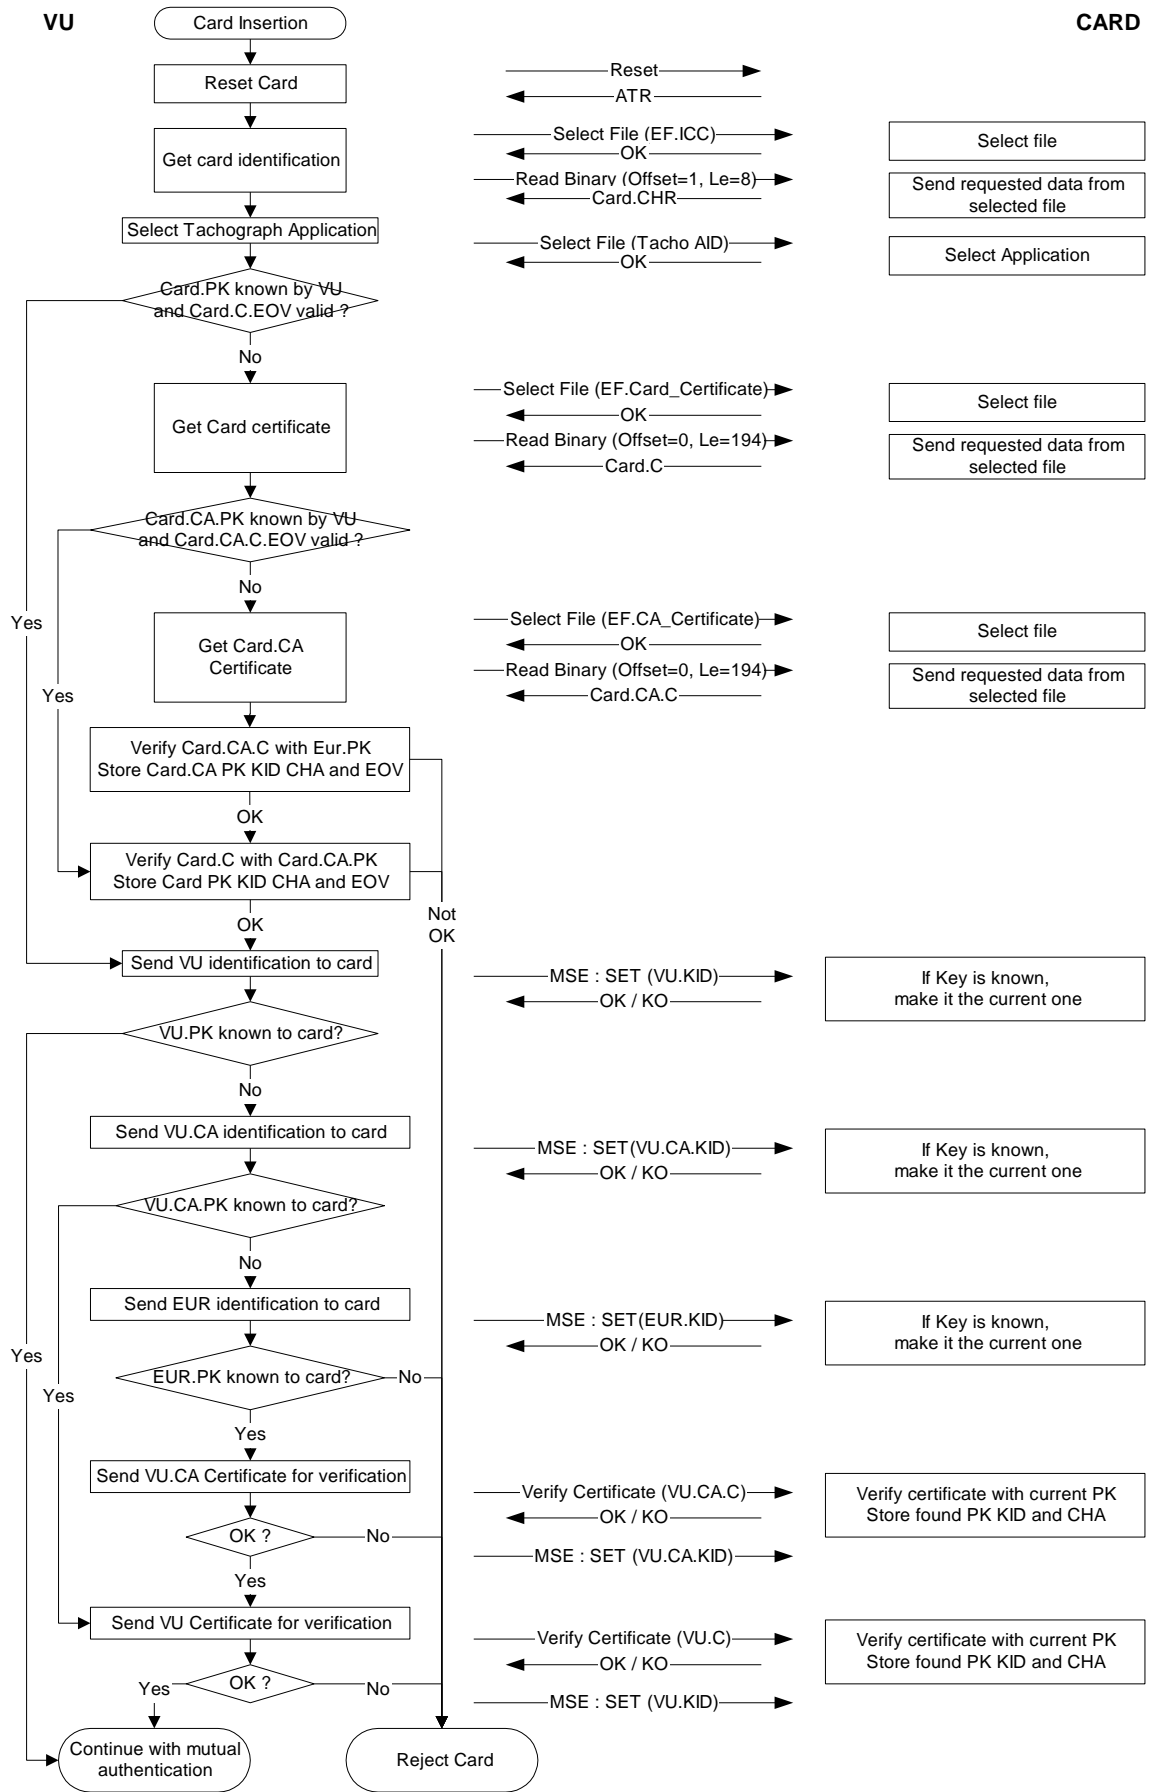 VU
Card Insertion
CARD
Reset Card
Reset
ATR
Get card identification
Select File (EF.ICC)
OK
Select file
Read Binary (Offset=1, Le=8)
Card.CHR
Send requested data from
selected file
Select Tachograph Application
Select File (Tacho AID)
OK
Select Application
Card.PK known by VU
and Card.C.EOV valid ?
No
Get Card certificate
Select File (EF.Card_Certificate)
OK
Select file
Read Binary (Offset=0, Le=194)
Card.C
Send requested data from
selected file
Card.CA.PK known by VU
and Card.CA.C.EOV valid ?
No
Yes
Yes
Get Card.CA
Certificate
Select File (EF.CA_Certificate)
OK
Select file
Read Binary (Offset=0, Le=194)
Card.CA.C
Send requested data from
selected file
Verify Card.CA.C with Eur.PK
Store Card.CA PK KID CHA and EOV
OK
Verify Card.C with Card.CA.PK
Store Card PK KID CHA and EOV
OK
Not
OK
Send VU identification to card
MSE : SET (VU.KID)
OK / KO
If Key is known,
make it the current one
VU.PK known to card?
No
Send VU.CA identification to card
MSE : SET(VU.CA.KID)
OK / KO
If Key is known,
make it the current one
VU.CA.PK known to card?
No
Send EUR identification to card
MSE : SET(EUR.KID)
OK / KO
If Key is known,
make it the current one
Yes
Yes
EUR.PK known to card?
No
Yes
Send VU.CA Certificate for verification
Verify Certificate (VU.CA.C)
OK / KO
Verify certificate with current PK
Store found PK KID and CHA
OK ?
No
MSE : SET (VU.CA.KID)
Yes
Send VU Certificate for verification
Verify Certificate (VU.C)
OK / KO
Verify certificate with current PK
Store found PK KID and CHA
OK ?
Yes
No
MSE : SET (VU.KID)
Continue with mutual
authentication
Reject Card